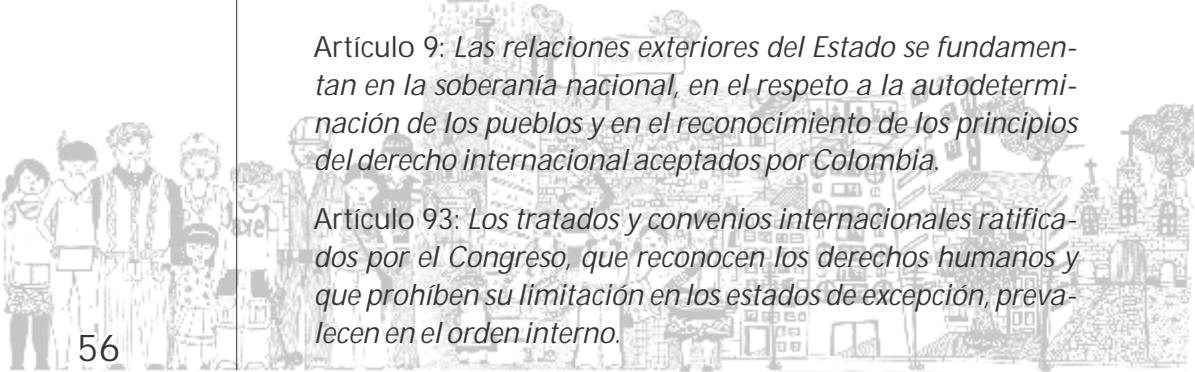 Artículo 9: Las relaciones exteriores del Estado se fundamen-
tan en la soberanía nacional, en el respeto a la autodetermi-
nación de los pueblos y en el reconocimiento de los principios
del derecho internacional aceptados por Colombia.
Artículo 93: Los tratados y convenios internacionales ratifica-
dos por el Congreso, que reconocen los derechos humanos y
que prohíben su limitación en los estados de excepción, preva-
lecen en el orden interno.
56